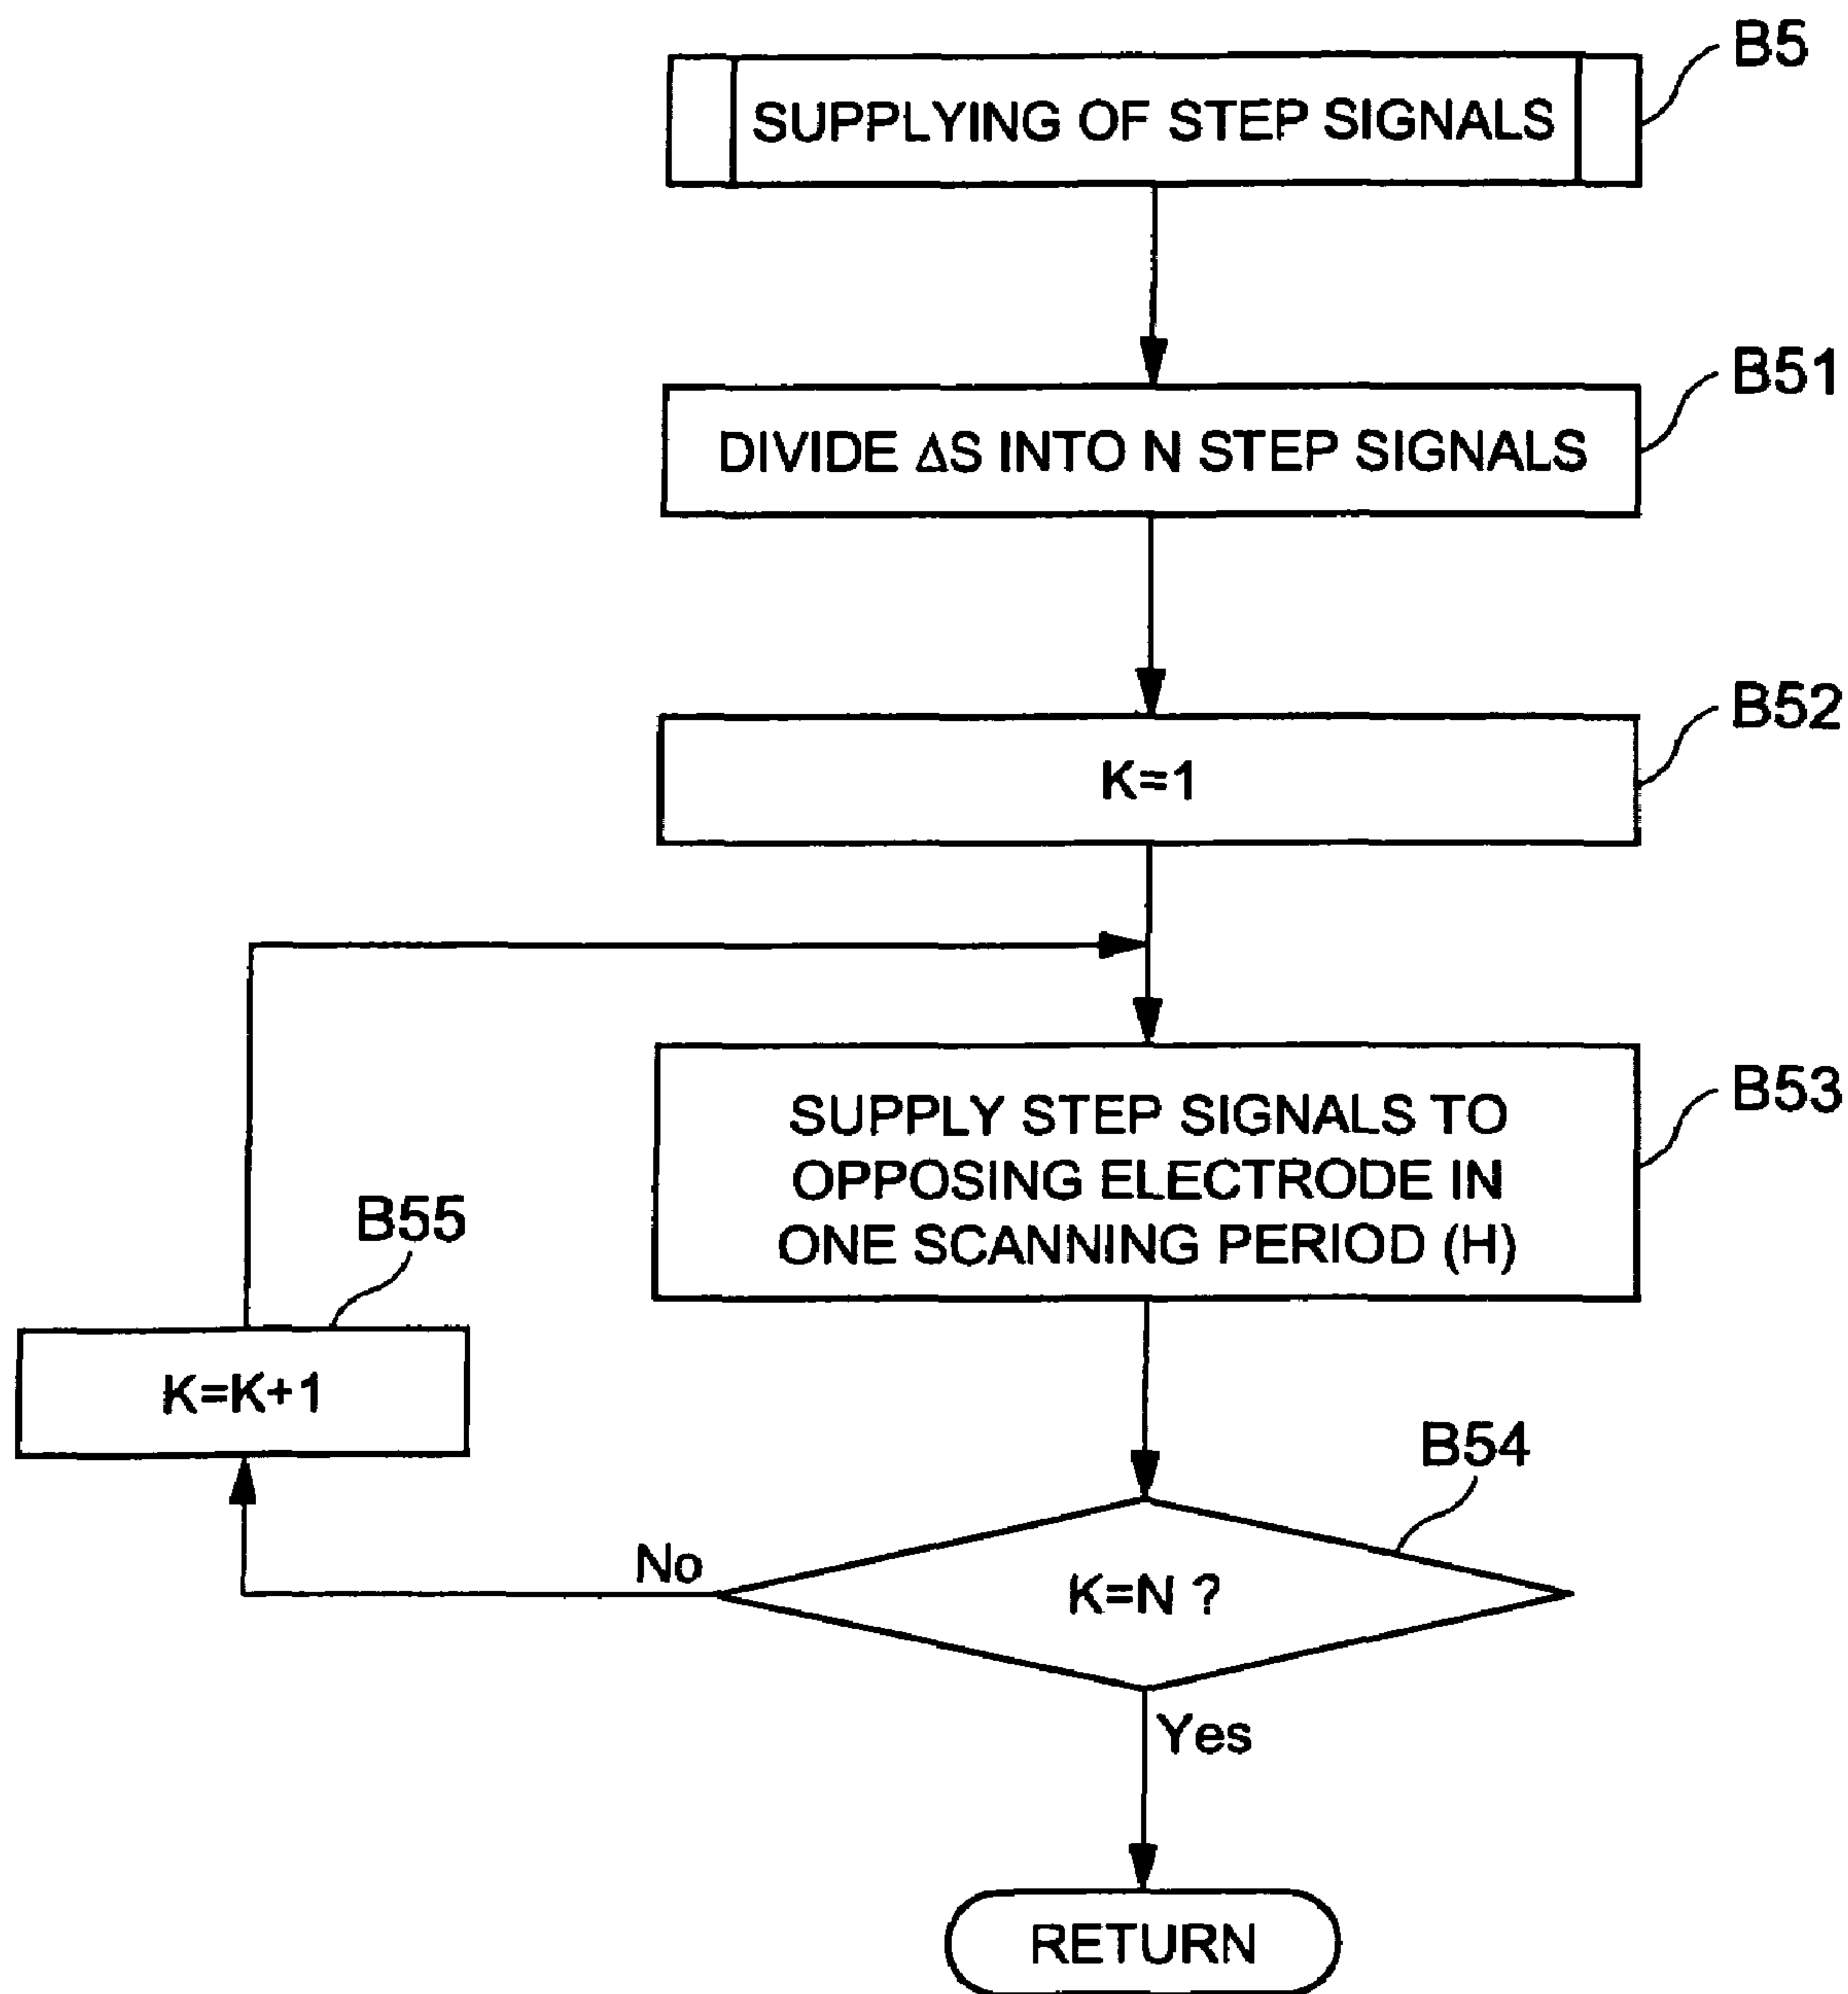 B5
SUPPLYING OF STEP SIGNALS
B51
DIVIDE ΔS INTO N STEP SIGNALS
B52
K=1
B53
SUPPLY STEP SIGNALS TO
OPPOSING ELECTRODE IN
ONE SCANNING PERIOD (H)
B55
K=K+1
B54
No
K=N ?
Yes
RETURN